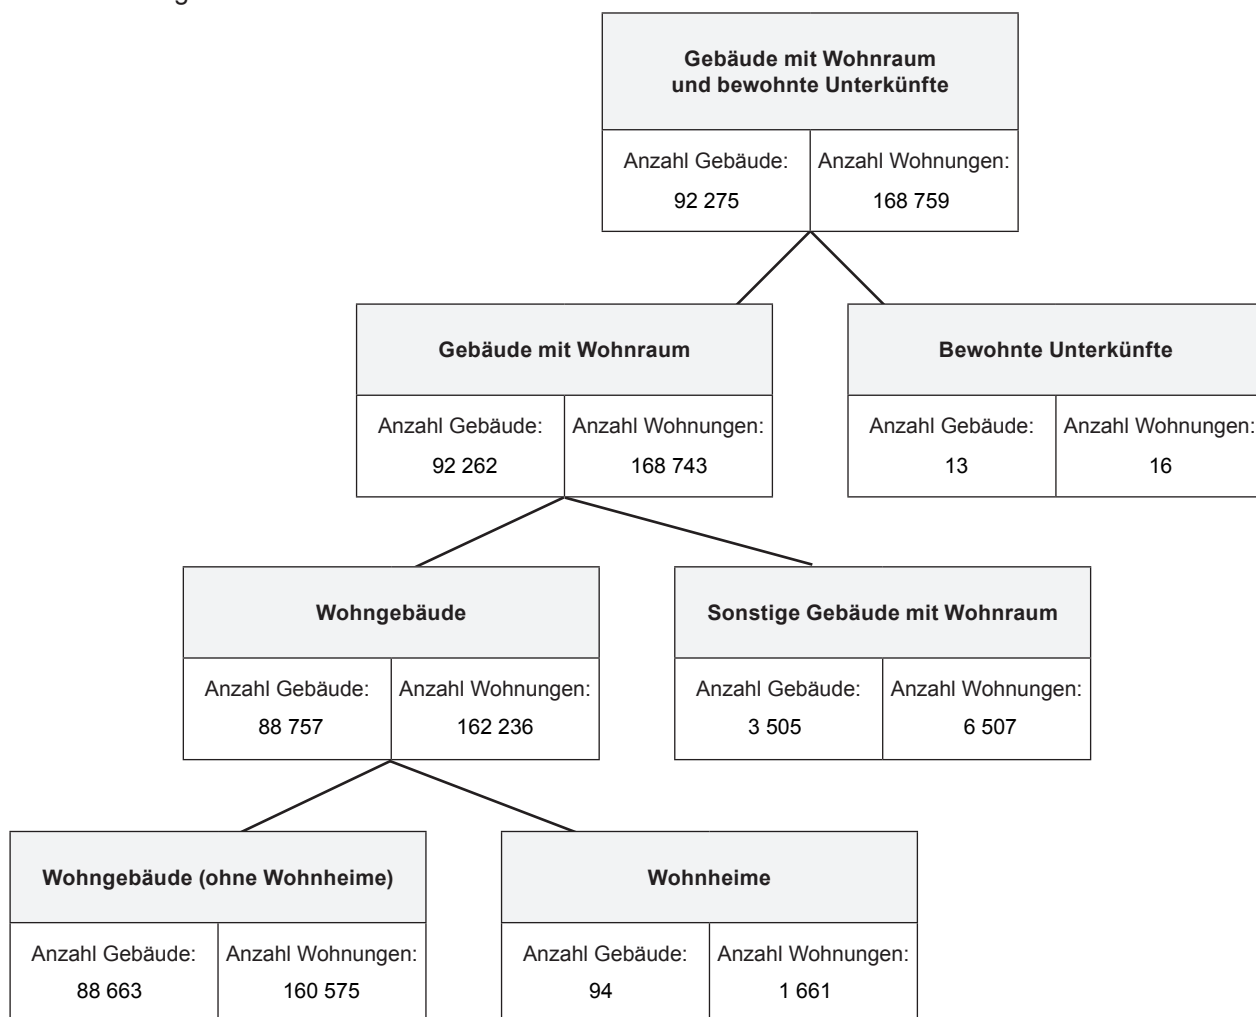 Gebäude mit Wohnraum
und bewohnte Unterkünfte
Anzahl Gebäude: Anzahl Wohnungen:
92 275 168 759
Gebäude mit Wohnraum
Bewohnte Unterkünfte
Anzahl Gebäude: Anzahl Wohnungen:
92 262 168 743
Anzahl Gebäude: Anzahl Wohnungen:
13 16
Wohngebäude
Sonstige Gebäude mit Wohnraum
Anzahl Gebäude: Anzahl Wohnungen:
88 757 162 236
Anzahl Gebäude: Anzahl Wohnungen:
3 505 6 507
Wohngebäude (ohne Wohnheime)
Wohnheime
Anzahl Gebäude: Anzahl Wohnungen:
88 663 160 575
Anzahl Gebäude: Anzahl Wohnungen:
94 1 661